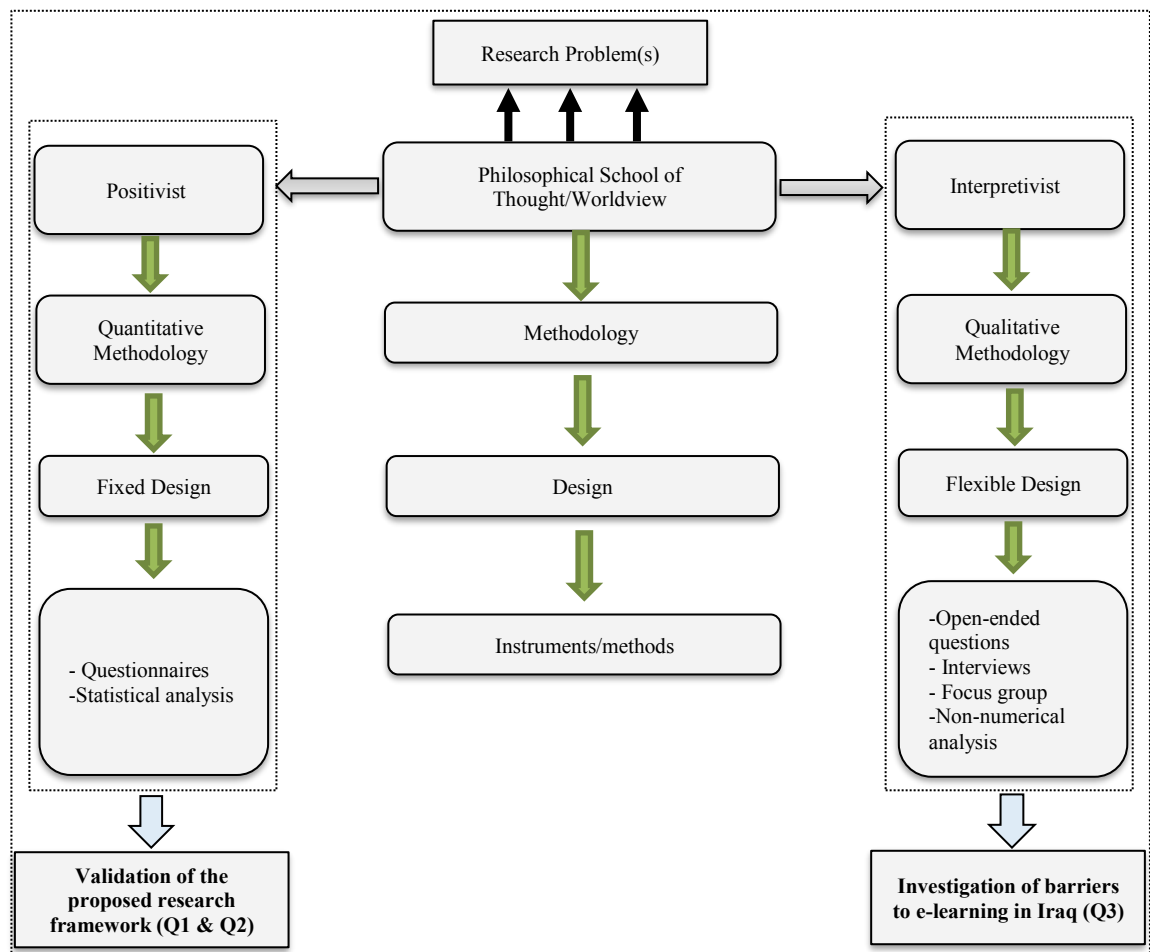 Research Problem(s)
Positivist
Philosophical School of
Thought/Worldview
Interpretivist
Quantitative
Methodology
Methodology
Qualitative
Methodology
Fixed Design
Design
Flexible Design
- Questionnaires
-Statistical analysis
Instruments/methods
-Open-ended
questions
- Interviews
- Focus group
-Non-numerical
analysis
Validation of the
proposed research
framework (Q1 & Q2)
Investigation of barriers
to e-learning in Iraq (Q3)